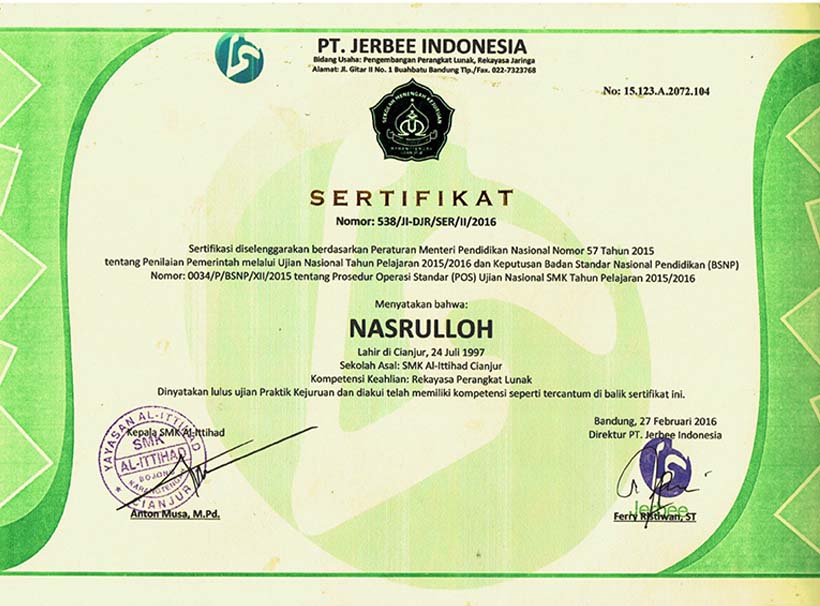 PT. JERBEE INDONESIA
Bidang Usaha: Pengembangan Perangkat Lunak, Rekayasa Jaringa
Alamat: Jl. Gitar II No. 1 Buahbatu Bandung Tlp./Fax. 022-7323768
No: 15.123.A.2072.104
SEKOLAH MENENGAH KEJURUAN
SERTIFIKAT
Nomor: 538/JI-DJR/SER/II/2016
Sertifikasi diselenggarakan berdasarkan Peraturan Menteri Pendidikan Nasional Nomor 57 Tahun 2015
tentang Penilaian Pemerintah melalui Ujian Nasional Tahun Pelajaran 2015/2016 dan Keputusan Badan Standar Nasional Pendidikan (BSNP)
Nomor: 0034/P/BSNP/XII/2015 tentang Prosedur Operasi Standar (POS) Ujian Nasional SMK Tahun Pelajaran 2015/2016
Menyatakan bahwa:
NASRULLOH
Lahir di Cianjur, 24 Juli 1997
Sekolah Asal: SMK Al-Ittihad Cianjur
Kompetensi Keahlian: Rekayasa Perangkat Lunak
Dinyatakan lulus ujian Praktik Kejuruan dan diakui telah memiliki kompetensi seperti tercantum di balik sertifikat ini.
Kepala SMK Al-Ittihad
YAYASAN AL-ITTIHAD
SMK
AL-ITTIHAD
BOJONG
KARANGTENGAH
CIANJUR
Anton Musa, M.Pd.
Bandung, 27 Februari 2016
Direktur PT. Jerbee Indonesia
Jerbee
Ferry Ristiwan, ST